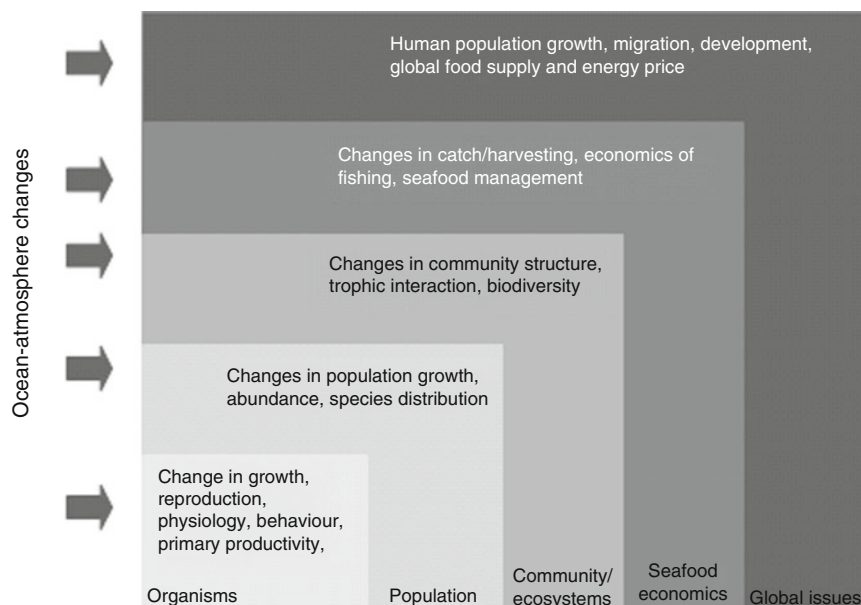 Ocean-atmosphere changes
Human population growth, migration, development,
global food supply and energy price
Changes in catch/harvesting, economics of
fishing, seafood management
Changes in community structure,
trophic interaction, biodiversity
Changes in population growth,
abundance, species distribution
Change in growth,
reproduction,
physiology, behaviour,
primary productivity,
Organisms
Population
Community/
ecosystems
Seafood
economics
Global issues